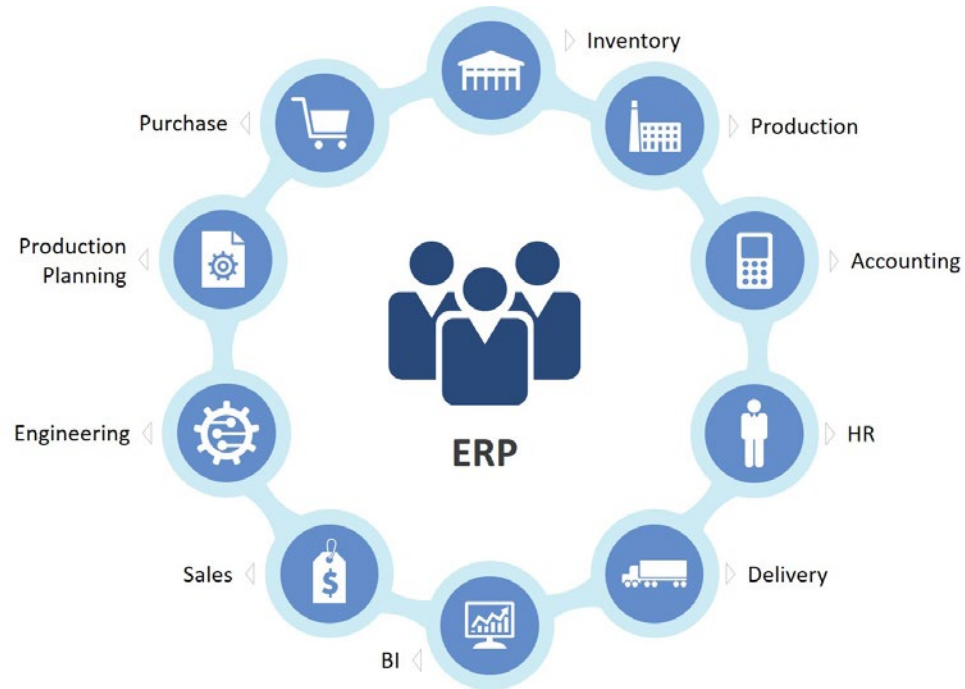 Inventory
Purchase
Production
Production
Planning
Accounting
Engineering
HR
ERP
Sales
$
Delivery
BI